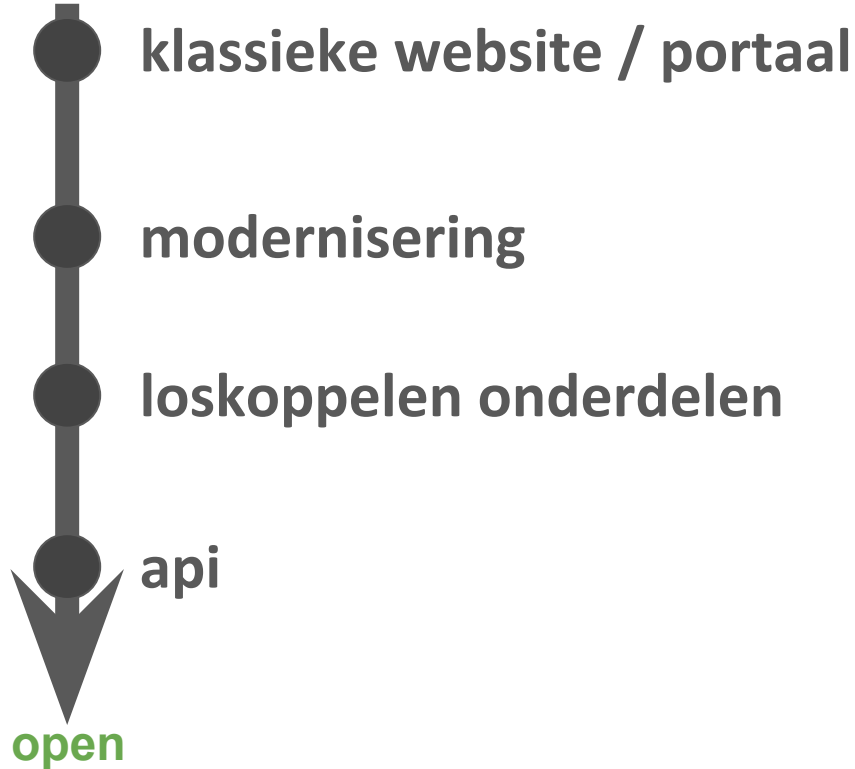 klassieke website / portaal
modernisering
loskoppelen onderdelen
api
open